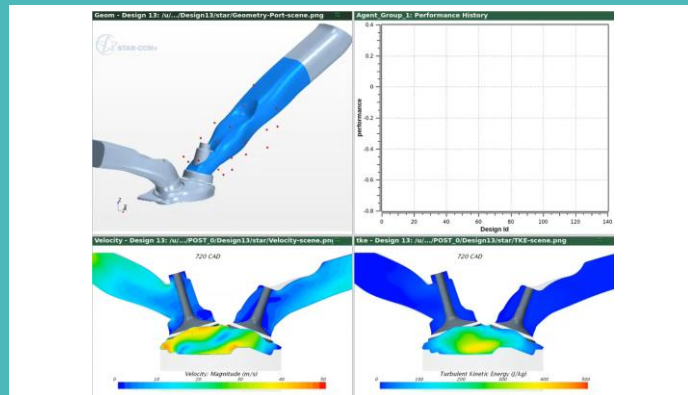 Geom - Design 13: /u/.../Design13/star/Geometry-Port-scene.png
STAR-CCM+
Agent_Group_1: Performance History
performance
0.4
0.2
0
-0.2
-0.4
-0.6
-0.8
0 20 40 60 80 100 120 140
Design Id
Velocity - Design 13: /u/.../POST_0/Design13/star/Velocity-scene.png
720 CAD
Velocity: Magnitude (m/s)
0 10 20 30 40 50
tke - Design 13: /u/.../POST_0/Design13/star/TKE-scene.png
720 CAD
Turbulent Kinetic Energy (J/kg)
0 100 200 300 400 500